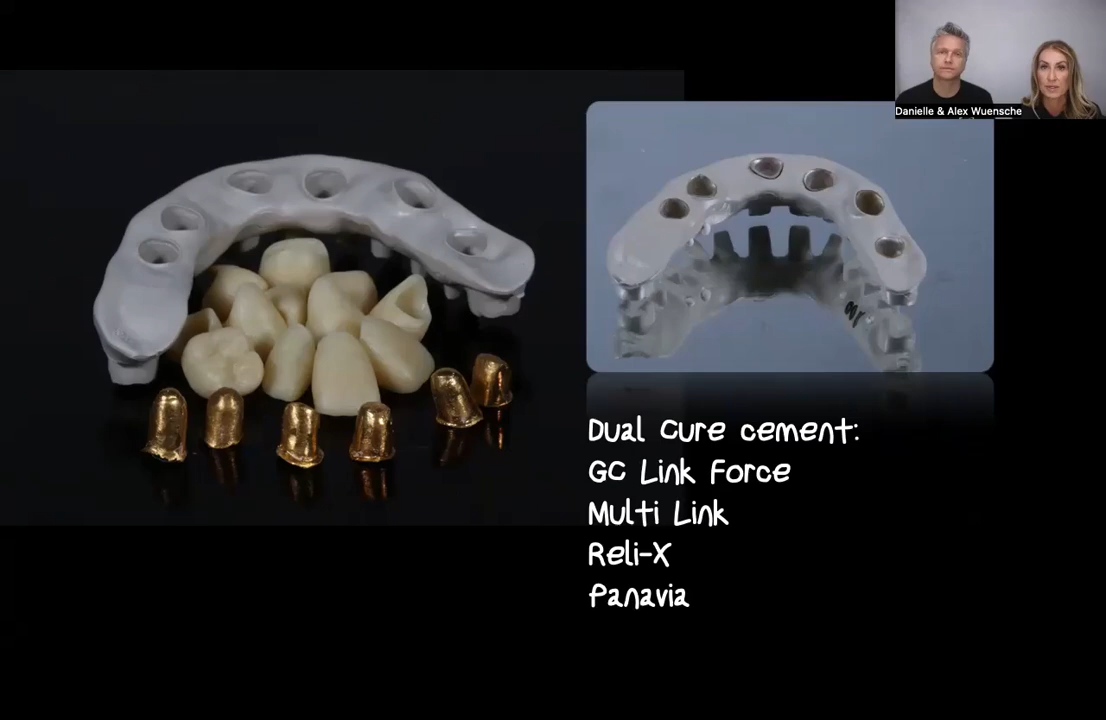 Danielle & Alex Wuensche
Dual Cure cement:
GC Link Force
Multi Link
Reli-X
Panavia